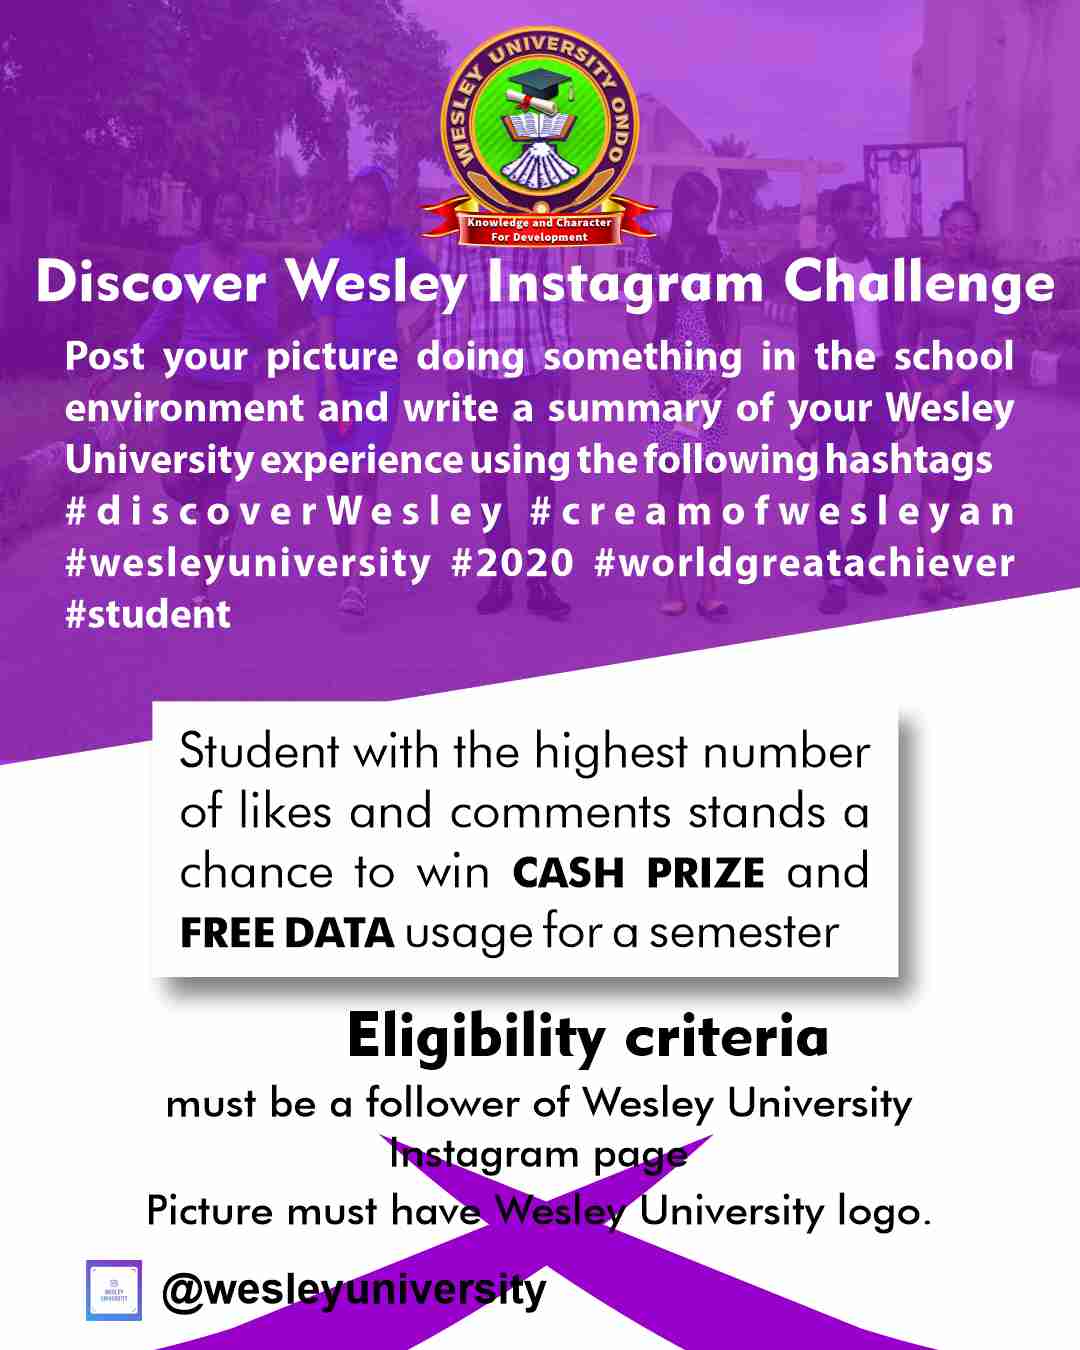 WESLEY UNIVERSITY ONDO
Knowledge and Character
For Development
Discover Wesley Instagram Challenge
Post your picture doing something in the school
environment and write a summary of your Wesley
University experience using the following hashtags
#discoverWesley #creamofwesleyan
#wesleyuniversity #2020 #worldgreatachiever
#student
Student with the highest number
of likes and comments stands a
chance to win CASH PRIZE and
FREE DATA usage for a semester
Eligibility criteria
must be a follower of Wesley University
Instagram page
Picture must have Wesley University logo.
WESLEY
UNIVERSITY
@wesleyuniversity